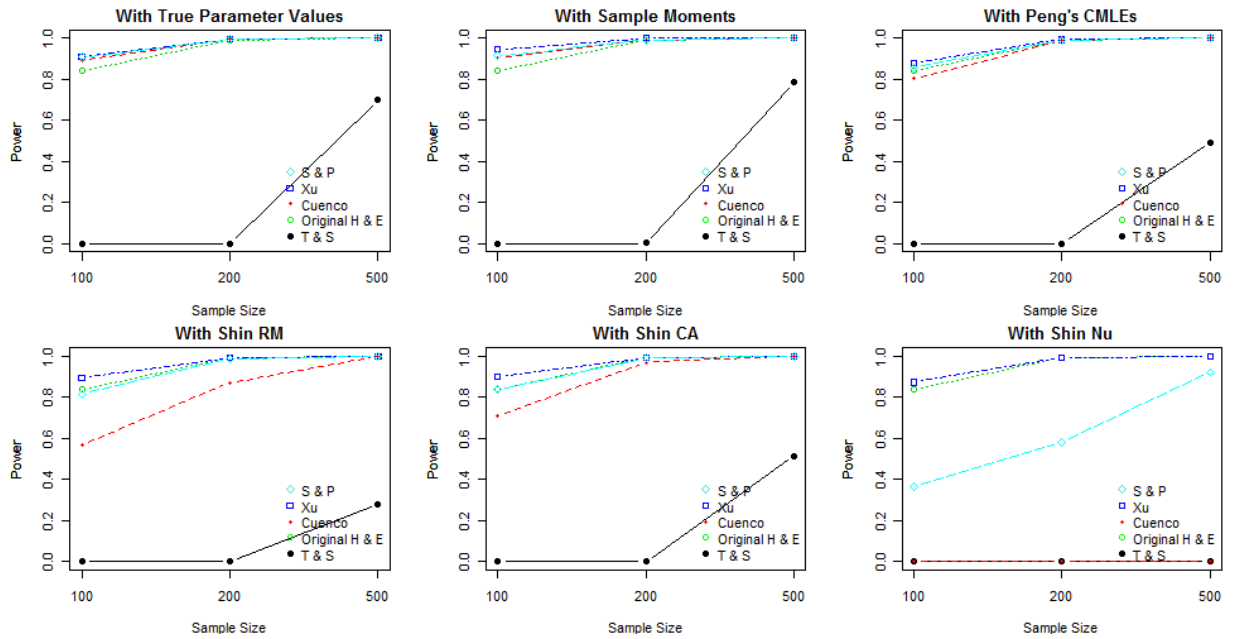 With True Parameter Values
Power
1.0
0.8
0.6
0.4
0.2
0.0
S & P
Xu
Cuenco
Original H & E
T & S
100
200
500
Sample Size
With Sample Moments
Power
1.0
0.8
0.6
0.4
0.2
0.0
S & P
Xu
Cuenco
Original H & E
T & S
100
200
500
Sample Size
With Peng's CMLEs
Power
1.0
0.8
0.6
0.4
0.2
0.0
S & P
Xu
Cuenco
Original H & E
T & S
100
200
500
Sample Size
With Shin RM
Power
1.0
0.8
0.6
0.4
0.2
0.0
S & P
Xu
Cuenco
Original H & E
T & S
100
200
500
Sample Size
With Shin CA
Power
1.0
0.8
0.6
0.4
0.2
0.0
S & P
Xu
Cuenco
Original H & E
T & S
100
200
500
Sample Size
With Shin Nu
Power
1.0
0.8
0.6
0.4
0.2
0.0
S & P
Xu
Cuenco
Original H & E
T & S
100
200
500
Sample Size